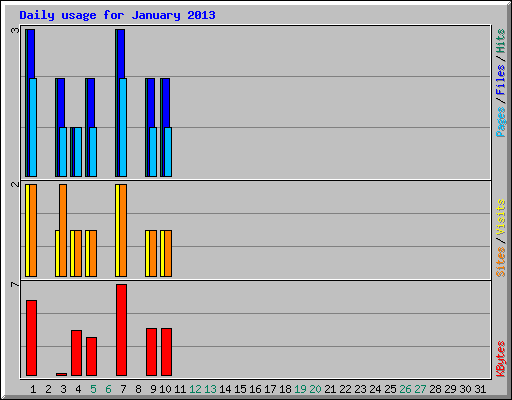 Daily usage for January 2013
3
Pages / Files / Hits
2
Sites / Visits
7
KBytes
1 2 3 4 5 6 7 8 9 10 11 12 13 14 15 16 17 18 19 20 21 22 23 24 25 26 27 28 29 30 31